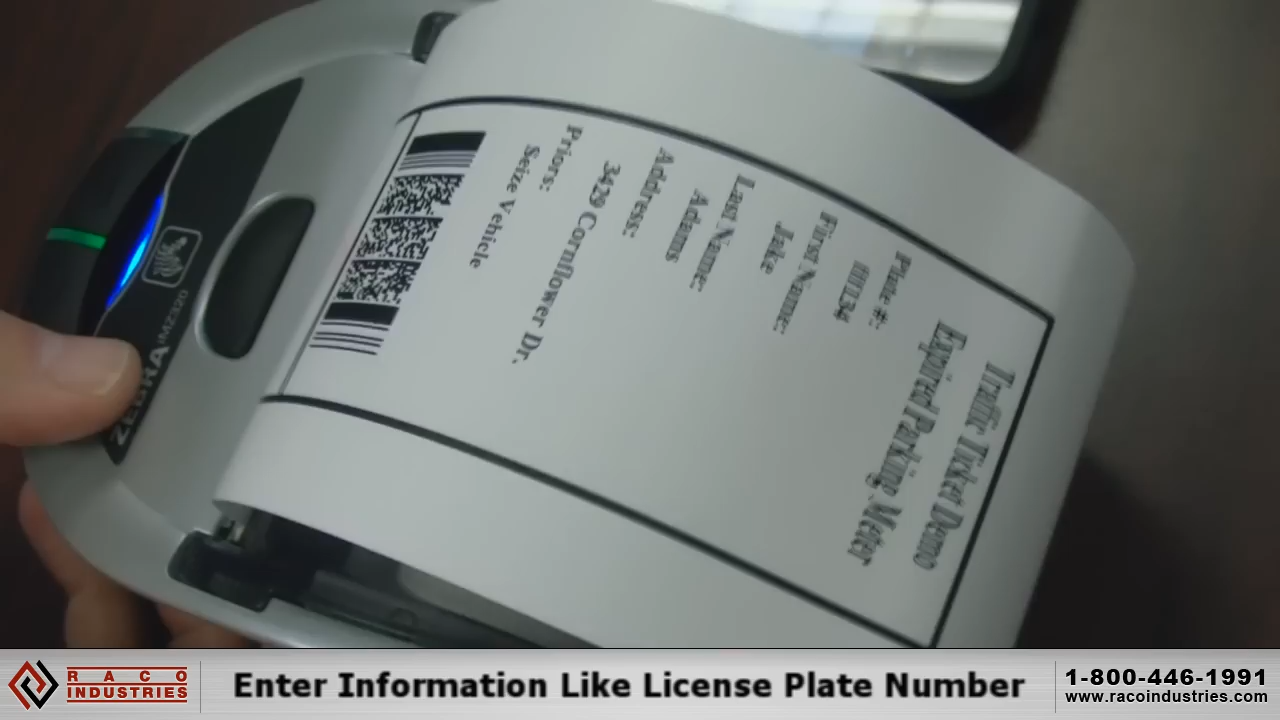 Traffic Ticket Demo
Expired Parking Meter
Plate #:
First Name:
Jake
Last Name:
Adams
Address:
3429 Cornflower Dr.
Priors:
Seize Vehicle
ZEBRA iMZ320
RACO
INDUSTRIES
Enter Information Like License Plate Number
1-800-446-1991
www.racoindustries.com